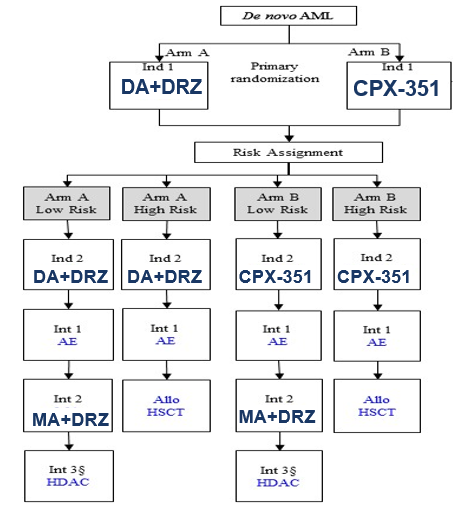 De novo AML
Arm A
Arm B
Ind 1
DA+DRZ
Primary
randomization
Ind 1
CPX-351
Risk Assignment
Arm A
Low Risk
Arm A
High Risk
Arm B
Low Risk
Arm B
High Risk
Ind 2
DA+DRZ
Ind 2
DA+DRZ
Ind 2
CPX-351
Ind 2
CPX-351
Int 1
AE
Int 1
AE
Int 1
AE
Int 1
AE
Int 2
MA+DRZ
Allo
HSCT
Int 2
MA+DRZ
Allo
HSCT
Int 3§
HDAC
Int 3§
HDAC